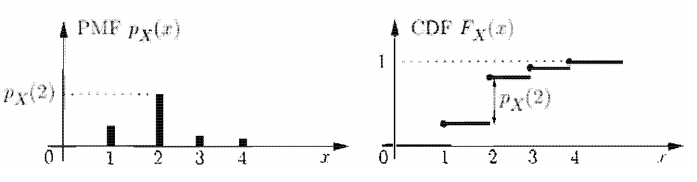 PMF p_X(x)
p_X(2)
0 1 2 3 4 x
CDF F_X(x)
1
p_X(2)
0 1 2 3 4 x